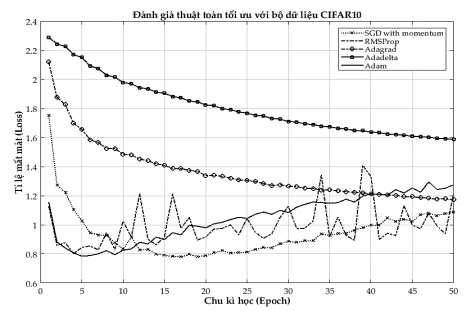 Đánh giá thuật toán tối ưu với bộ dữ liệu CIFAR10
SGD with momentum
RMSProp
Adagrad
Adadelta
Adam
Tỉ lệ mất mát (Loss)
2.4
2.2
2
1.8
1.6
1.4
1.2
1
0.8
0.6
0 5 10 15 20 25 30 35 40 45 50
Chu kì học (Epoch)